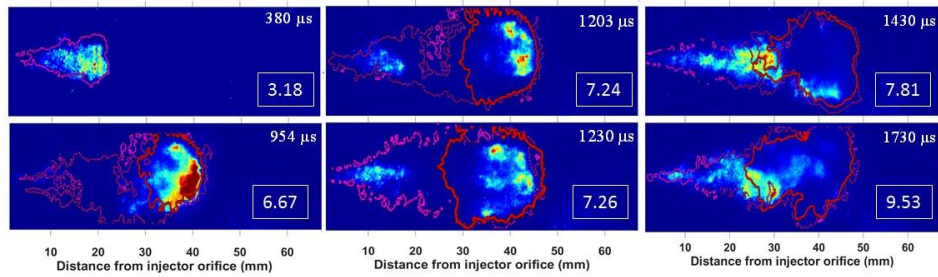 380 µs
3.18
1203 µs
7.24
1430 µs
7.81
954 µs
6.67
1230 µs
7.26
1730 µs
9.53
10 20 30 40 50 60
Distance from injector orifice (mm)
10 20 30 40 50 60
Distance from injector orifice (mm)
10 20 30 40 50 60
Distance from injector orifice (mm)